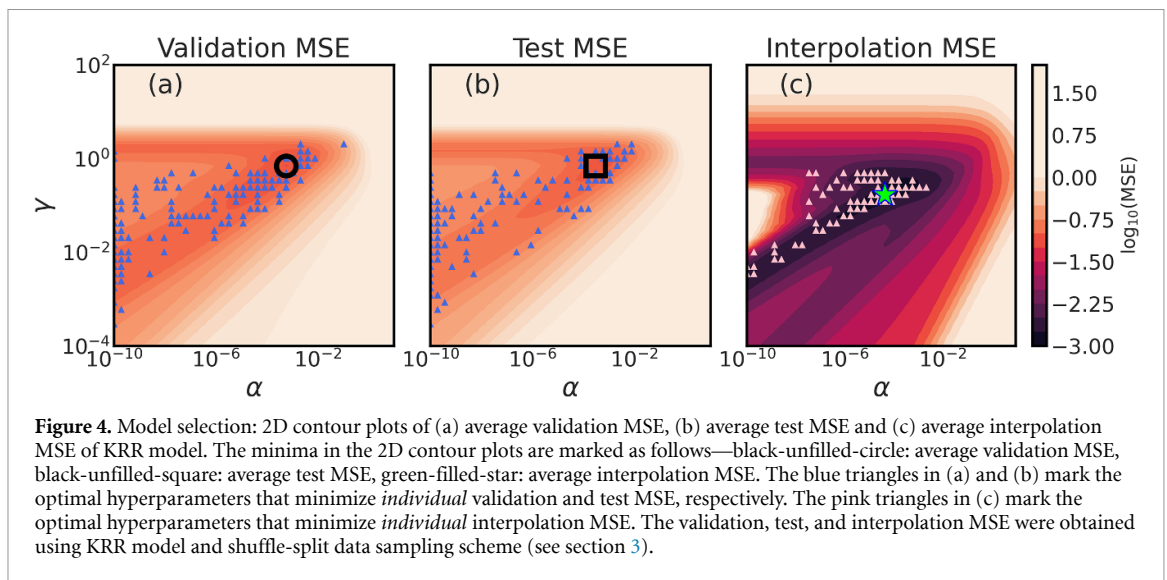 Validation MSE
Test MSE
Interpolation MSE
(a)
(b)
(c)
10²
10⁰
10⁻²
10⁻⁴
γ
10⁻¹⁰
10⁻⁶
10⁻²
α
10⁻¹⁰
10⁻⁶
10⁻²
α
10⁻¹⁰
10⁻⁶
10⁻²
α
1.50
0.75
0.00
−0.75
−1.50
−2.25
−3.00
log₁₀(MSE)
Figure 4. Model selection: 2D contour plots of (a) average validation MSE, (b) average test MSE and (c) average interpolation
MSE of KRR model. The minima in the 2D contour plots are marked as follows—black-unfilled-circle: average validation MSE,
black-unfilled-square: average test MSE, green-filled-star: average interpolation MSE. The blue triangles in (a) and (b) mark the
optimal hyperparameters that minimize individual validation and test MSE, respectively. The pink triangles in (c) mark the
optimal hyperparameters that minimize individual interpolation MSE. The validation, test, and interpolation MSE were obtained
using KRR model and shuffle-split data sampling scheme (see section 3).